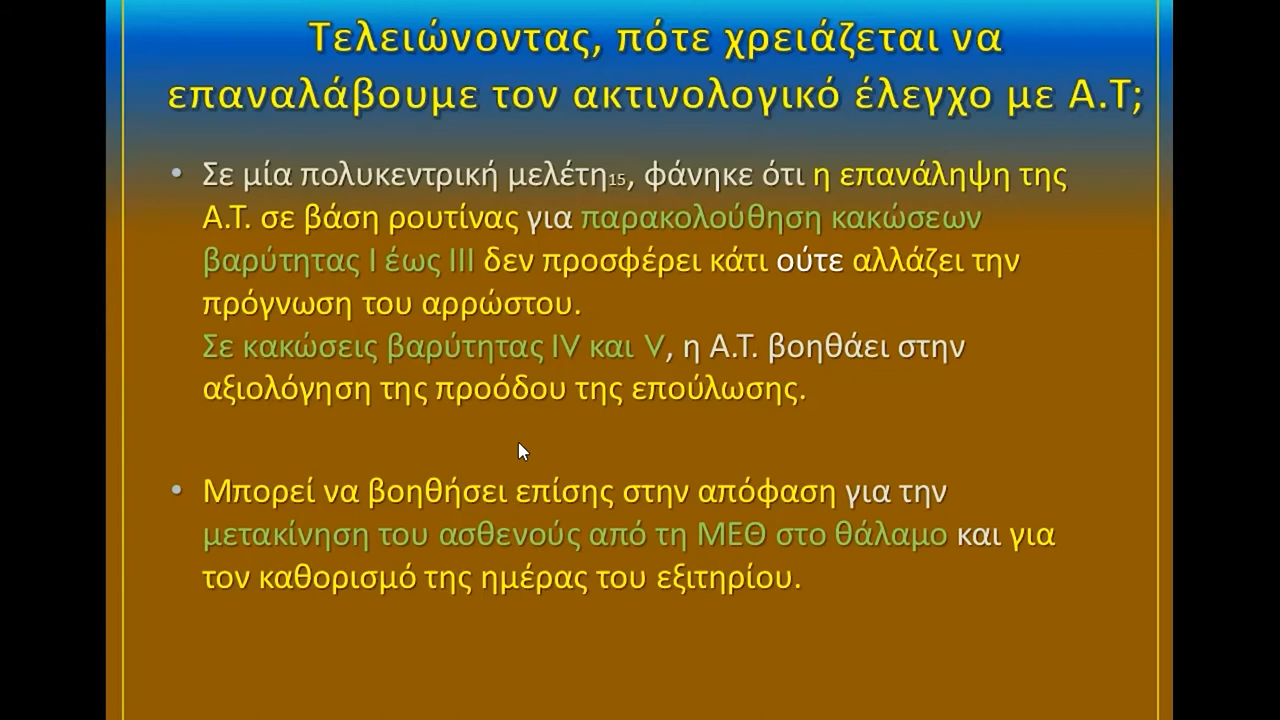 Τελειώνοντας, πότε χρειάζεται να
επαναλάβουμε τον ακτινολογικό έλεγχο με Α.Τ;
• Σε μία πολυκεντρική μελέτη15, φάνηκε ότι η επανάληψη της
Α.Τ. σε βάση ρουτίνας για παρακολούθηση κακώσεων
βαρύτητας Ι έως ΙΙΙ δεν προσφέρει κάτι ούτε αλλάζει την
πρόγνωση του αρρώστου.
Σε κακώσεις βαρύτητας IV και V, η Α.Τ. βοηθάει στην
αξιολόγηση της προόδου της επούλωσης.
• Μπορεί να βοηθήσει επίσης στην απόφαση για την
μετακίνηση του ασθενούς από τη ΜΕΘ στο θάλαμο και για
τον καθορισμό της ημέρας του εξιτηρίου.